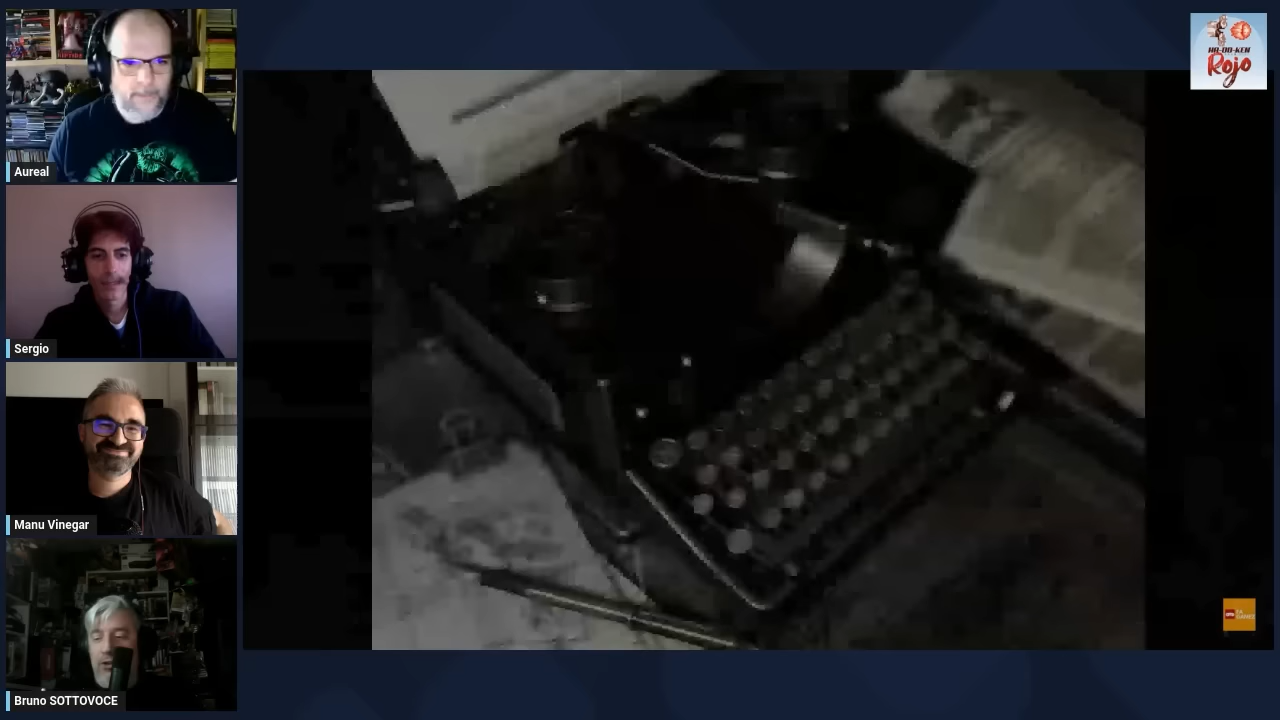 Aureal
Sergio
Manu Vinegar
Bruno SOTTOVOCE
HA-DO-KEN
Rojo